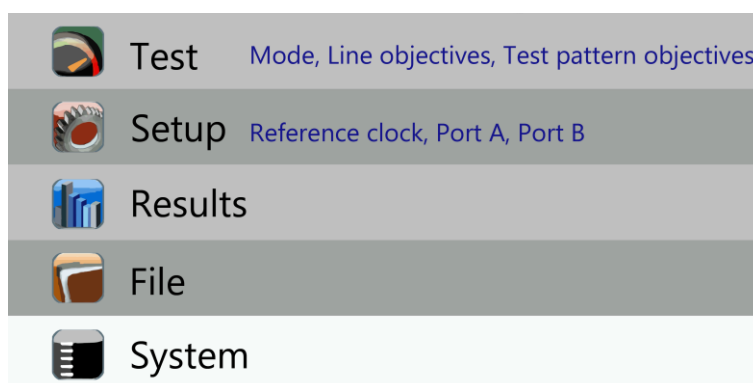 Test Mode, Line objectives, Test pattern objectives
Setup Reference clock, Port A, Port B
Results
File
System